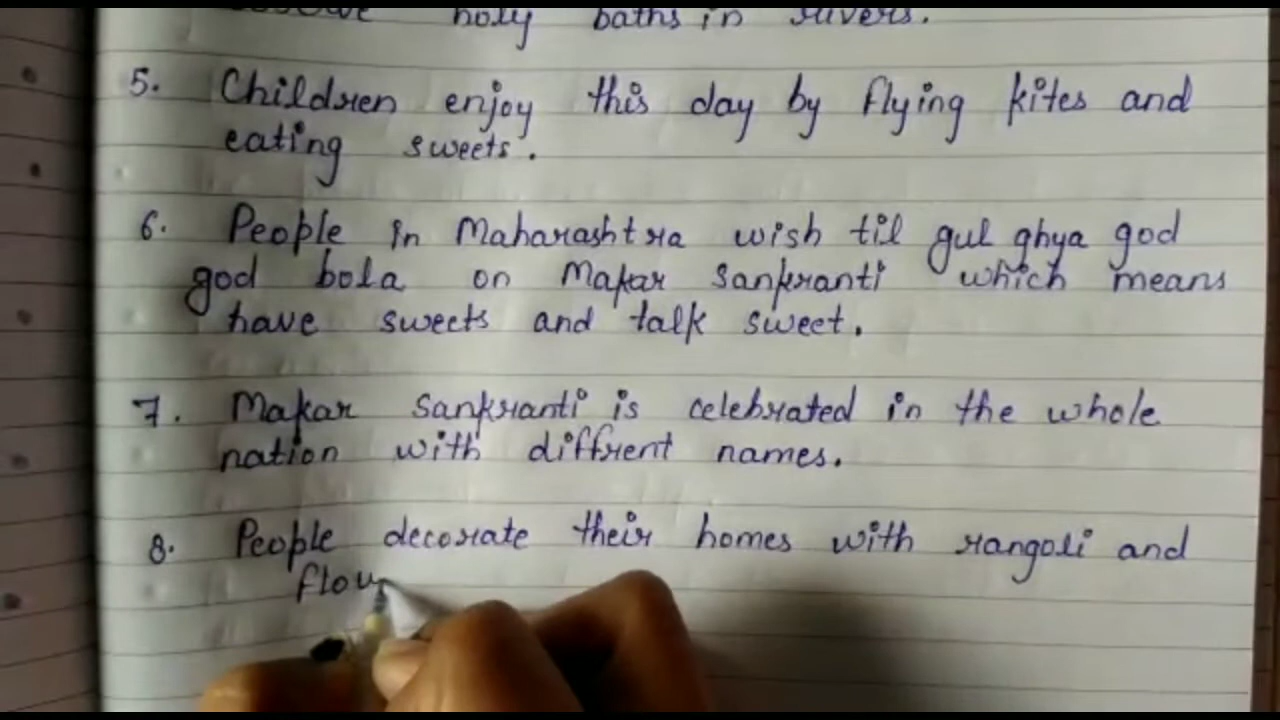 holy baths in rivers.
5. Children enjoy this day by flying kites and
eating sweets.
6. People in Maharashtra wish til gul ghya god
god bola on Makar Sankranti which means
have sweets and talk sweet.
7. Makar Sankranti is celebrated in the whole
nation with diffrent names.
8. People decorate their homes with rangoli and
flow